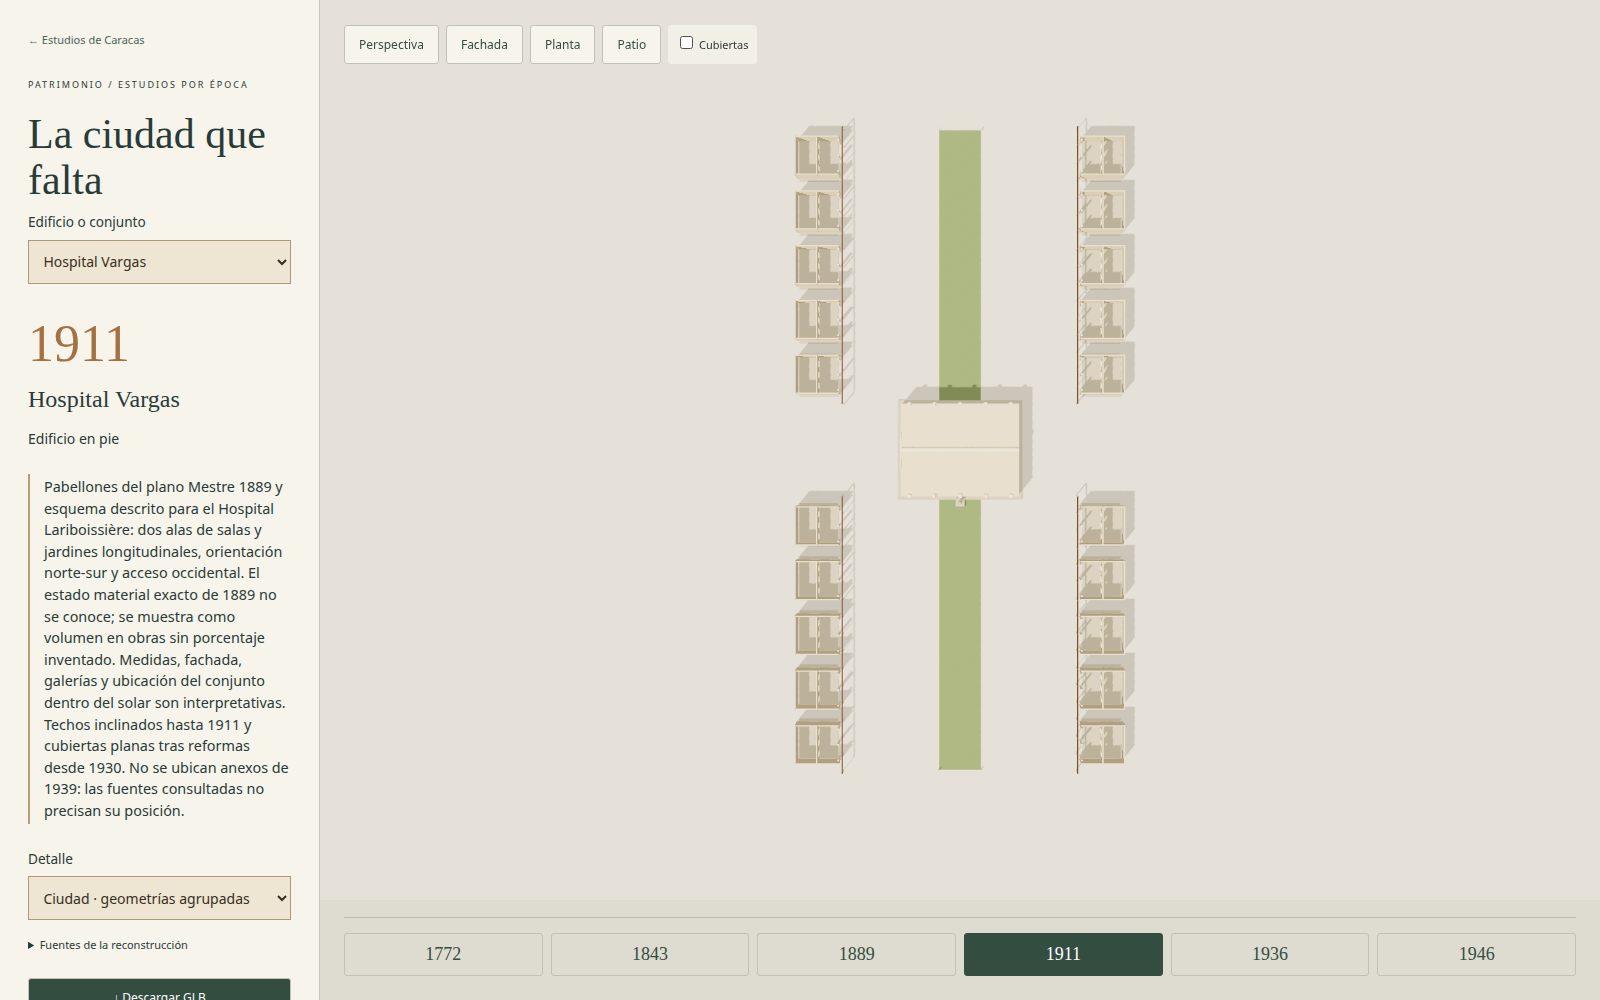 ← Estudios de Caracas
PATRIMONIO / ESTUDIOS POR ÉPOCA
La ciudad que
falta
Edificio o conjunto
Hospital Vargas
1911
Hospital Vargas
Edificio en pie
Pabellones del plano Mestre 1889 y
esquema descrito para el Hospital
Lariboissière: dos alas de salas y
jardines longitudinales, orientación
norte-sur y acceso occidental. El
estado material exacto de 1889 no
se conoce; se muestra como
volumen en obras sin porcentaje
inventado. Medidas, fachada,
galerías y ubicación del conjunto
dentro del solar son interpretativas.
Techos inclinados hasta 1911 y
cubiertas planas tras reformas
desde 1930. No se ubican anexos de
1939: las fuentes consultadas no
precisan su posición.
Detalle
Ciudad · geometrías agrupadas
Fuentes de la reconstrucción
↓ Descargar GLB
Perspectiva
Fachada
Planta
Patio
Cubiertas
1772
1843
1889
1911
1936
1946